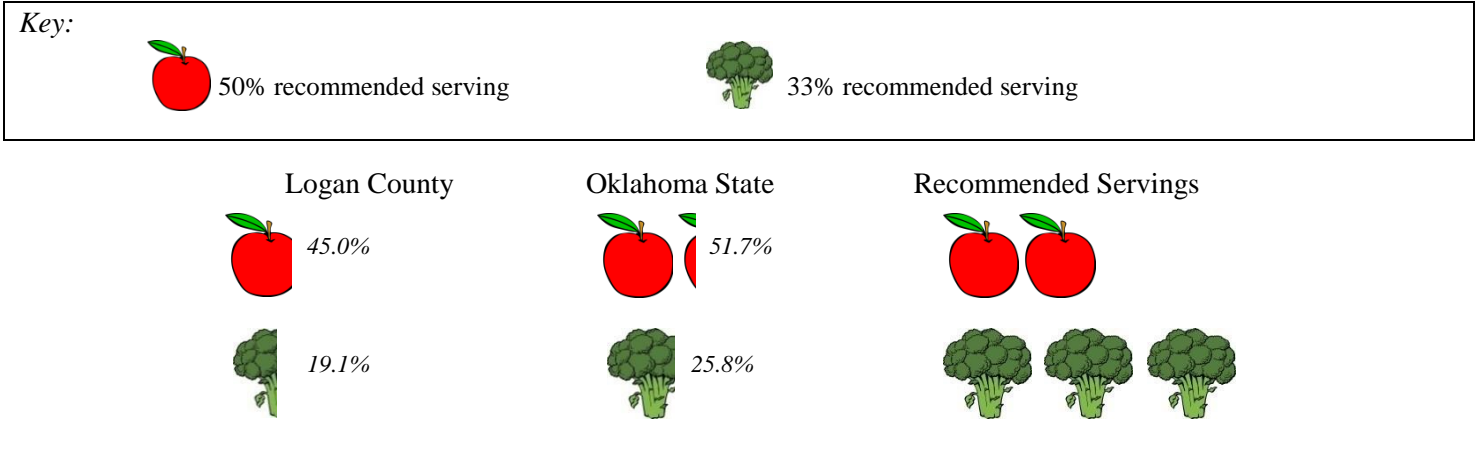 Key:
50% recommended serving 33% recommended serving
Logan County Oklahoma State Recommended Servings
45.0% 51.7%
19.1% 25.8%